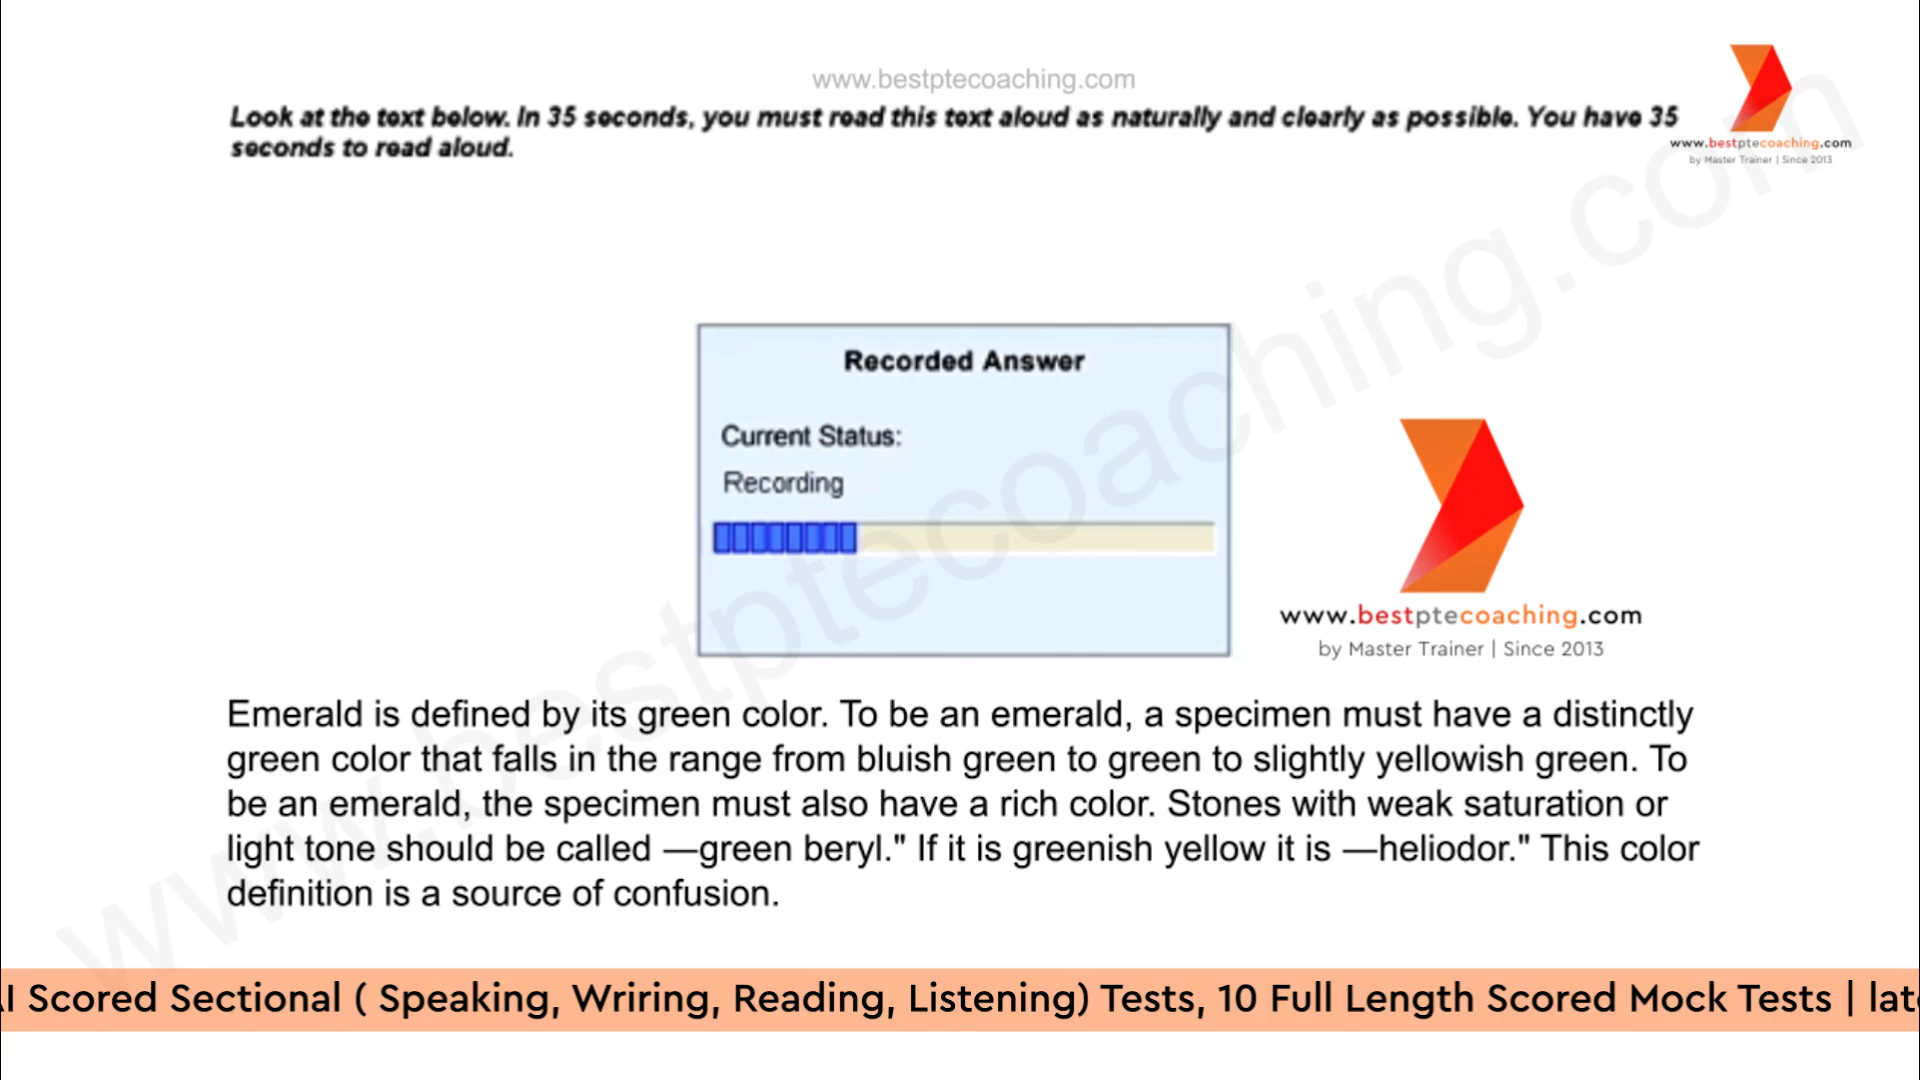 www.bestptecoaching.com
Look at the text below. In 35 seconds, you must read this text aloud as naturally and clearly as possible. You have 35
seconds to read aloud.
www.bestptecoaching.com
by Master Trainer | Since 2013
Recorded Answer
Current Status:
Recording
www.bestptecoaching.com
by Master Trainer | Since 2013
www.bestptecoaching.com
Emerald is defined by its green color. To be an emerald, a specimen must have a distinctly
green color that falls in the range from bluish green to green to slightly yellowish green. To
be an emerald, the specimen must also have a rich color. Stones with weak saturation or
light tone should be called —green beryl." If it is greenish yellow it is —heliodor." This color
definition is a source of confusion.
Scored Sectional ( Speaking, Wriring, Reading, Listening) Tests, 10 Full Length Scored Mock Tests |